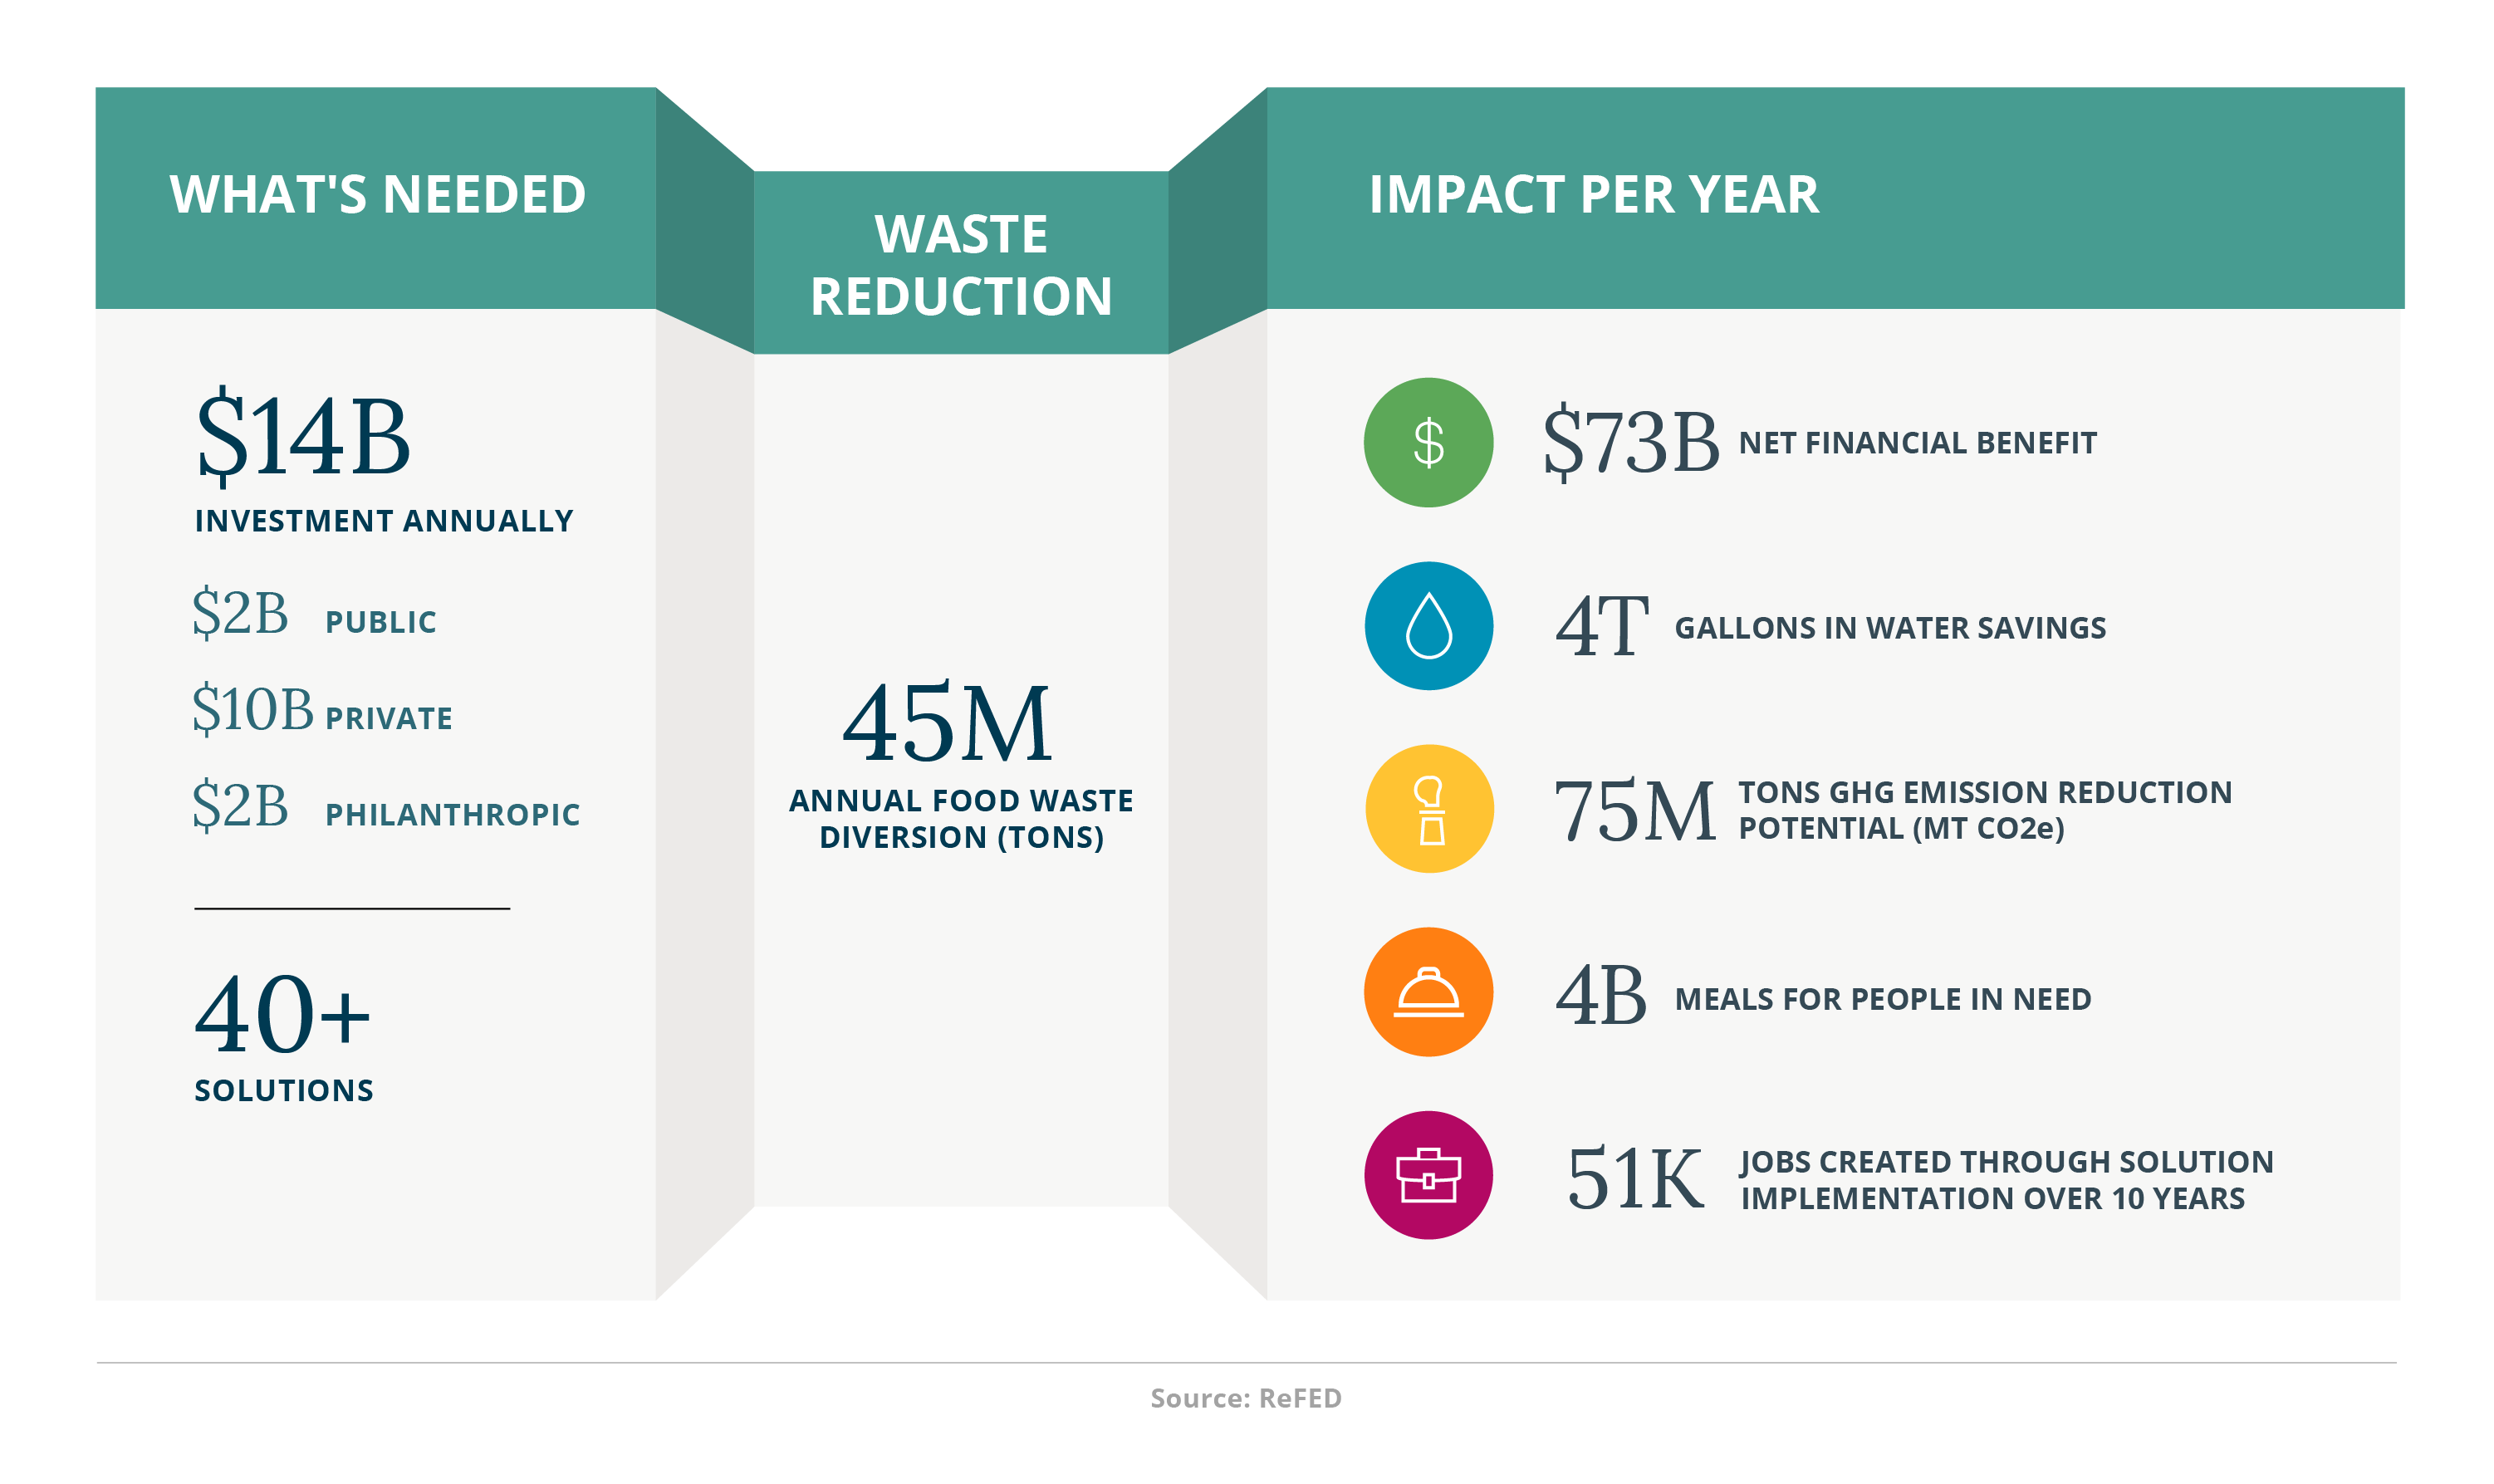 WHAT'S NEEDED
$14B
INVESTMENT ANNUALLY
$2B PUBLIC
$10B PRIVATE
$2B PHILANTHROPIC
40+
SOLUTIONS
WASTE
REDUCTION
45M
ANNUAL FOOD WASTE
DIVERSION (TONS)
IMPACT PER YEAR
$
$73B NET FINANCIAL BENEFIT
4T GALLONS IN WATER SAVINGS
75M TONS GHG EMISSION REDUCTION
POTENTIAL (MT CO2e)
4B MEALS FOR PEOPLE IN NEED
51K JOBS CREATED THROUGH SOLUTION
IMPLEMENTATION OVER 10 YEARS
Source: ReFED